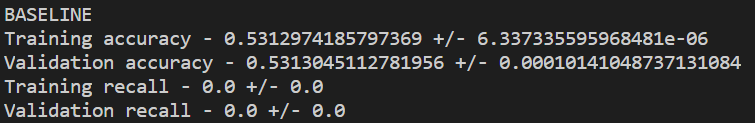 BASELINE
Training accuracy - 0.5312974185797369 +/- 6.337335595968481e-06
Validation accuracy - 0.5313045112781956 +/- 0.00010141048737131084
Training recall - 0.0 +/- 0.0
Validation recall - 0.0 +/- 0.0